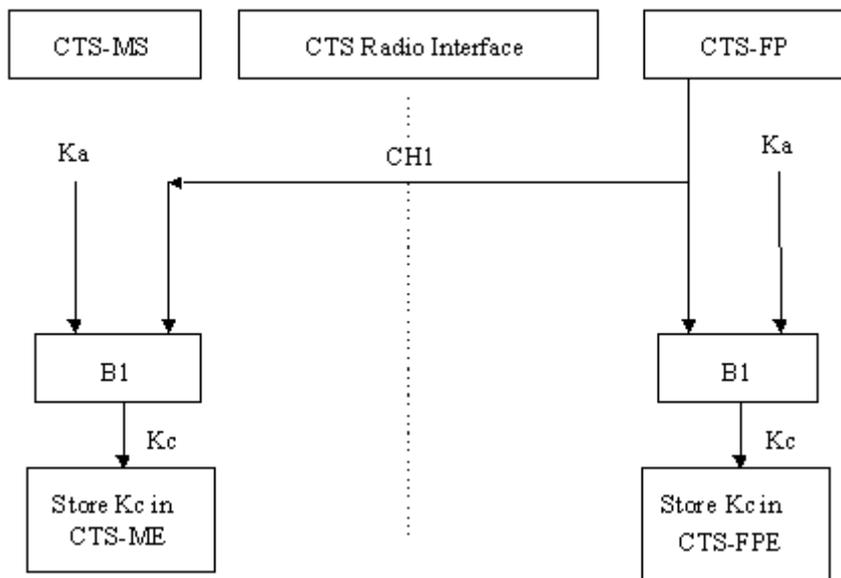 CTS-MS
CTS Radio Interface
CTS-FP
Ka
CH1
Ka
B1
B1
Kc
Kc
Store Kc in
CTS-ME
Store Kc in
CTS-FPE